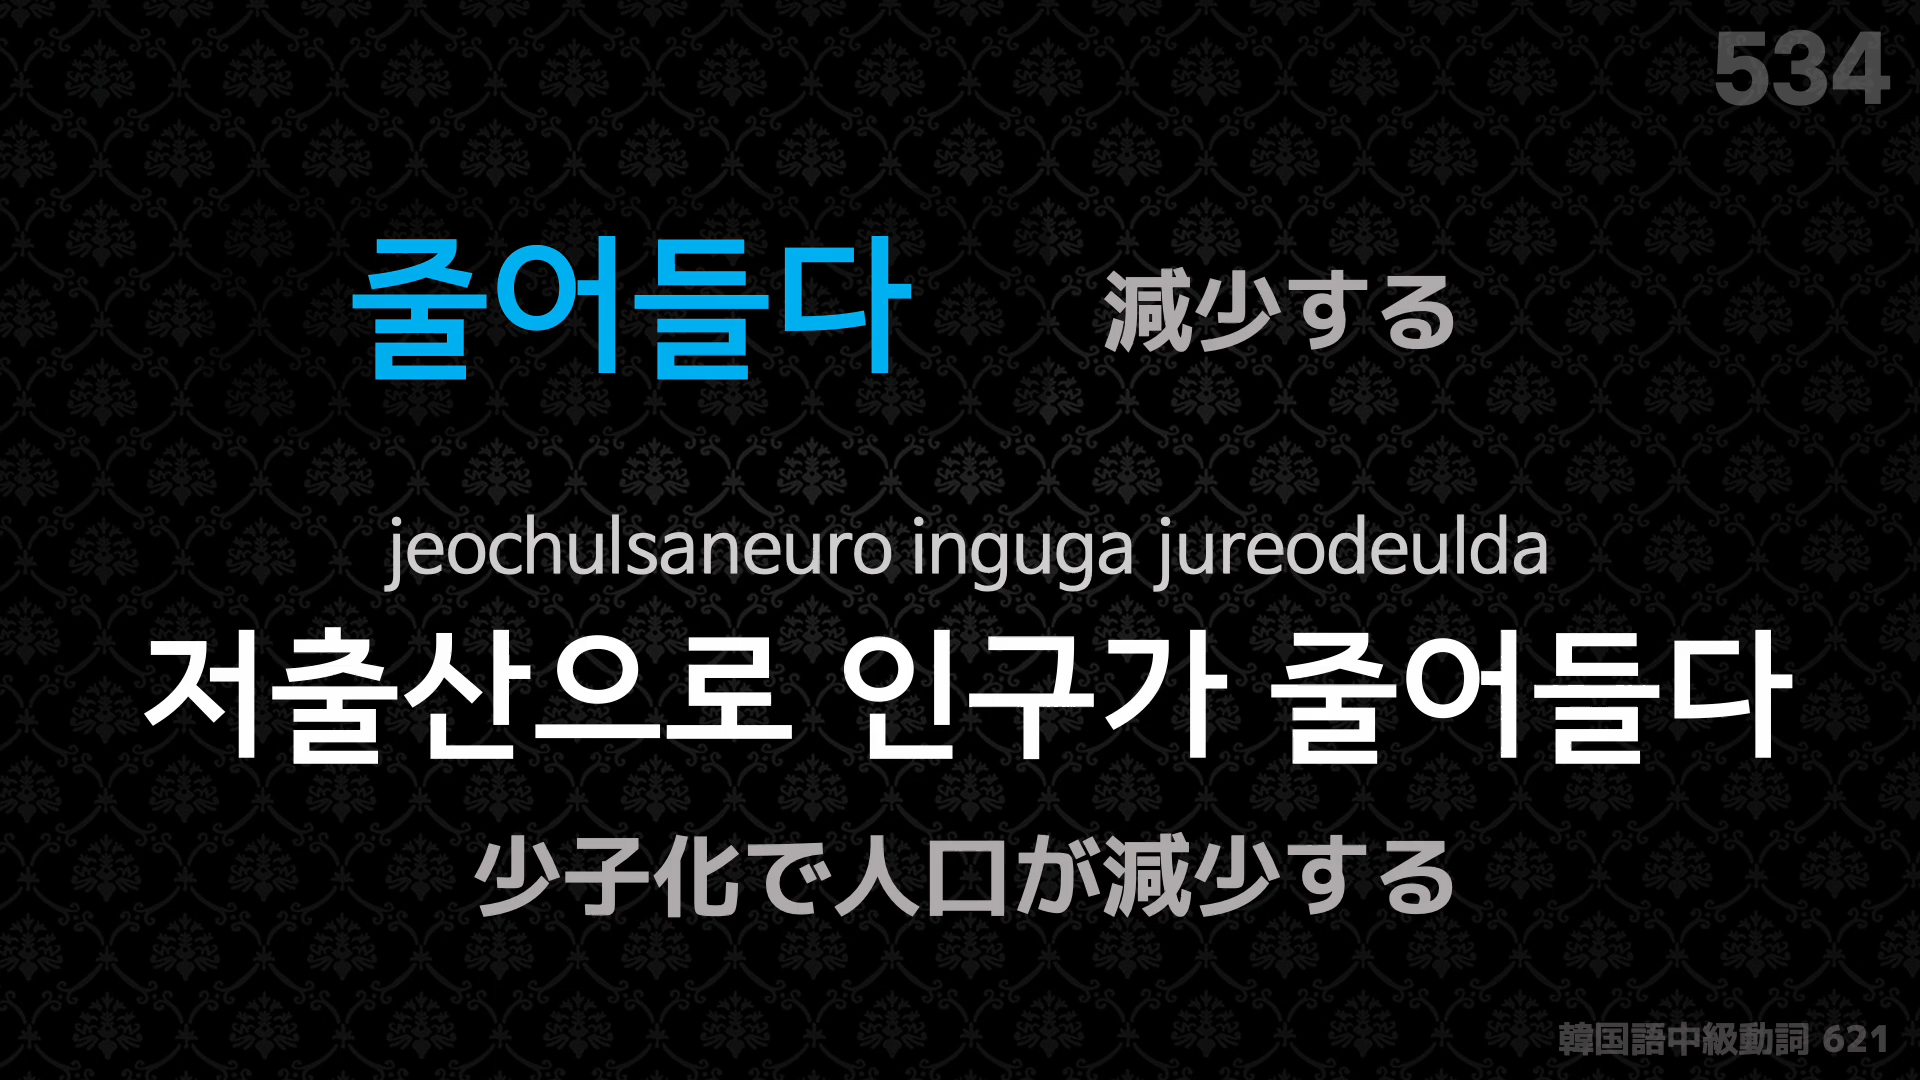 534
줄어들다 減少する
jeochulsaneuro inguga jureodeulda
저출산으로 인구가 줄어들다
少子化で人口が減少する
韓国語中級動詞 621